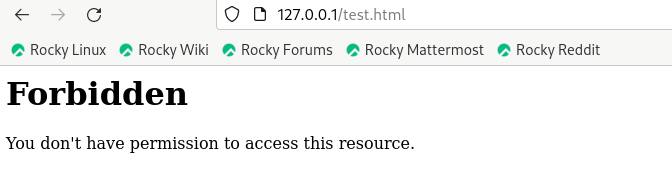 127.0.0.1/test.html
Rocky Linux Rocky Wiki Rocky Forums Rocky Mattermost Rocky Reddit
Forbidden
You don't have permission to access this resource.